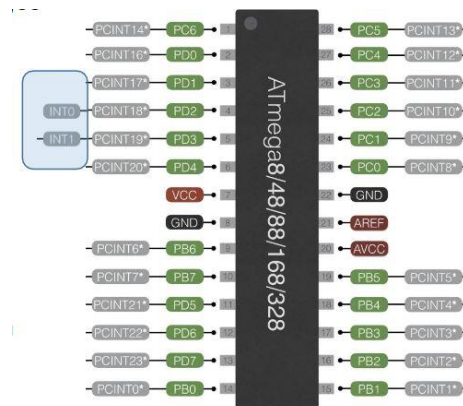 PCINT14* PC6 1 28 PC5 PCINT13*
PCINT16* PD0 2 27 PC4 PCINT12*
PCINT17* PD1 3 26 PC3 PCINT11*
INT0 PCINT18* PD2 4 25 PC2 PCINT10*
INT1 PCINT19* PD3 5 24 PC1 PCINT9*
PCINT20* PD4 6 23 PC0 PCINT8*
VCC 7 22 GND
GND 8 21 AREF
20 AVCC
PCINT6* PB6 9
PCINT7* PB7 10 19 PB5 PCINT5*
PCINT21* PD5 11 18 PB4 PCINT4*
PCINT22* PD6 12 17 PB3 PCINT3*
PCINT23* PD7 13 16 PB2 PCINT2*
PCINT0* PB0 14 15 PB1 PCINT1*
ATmega8/48/88/168/328